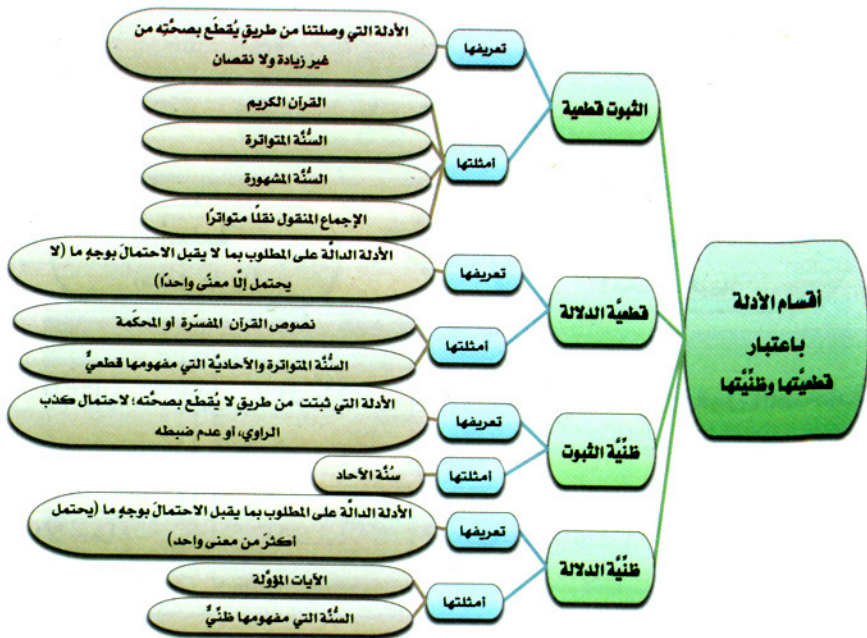 أقسام الأدلة
باعتبار
قطعيَّتها وظنِّيَّتها
الثبوت قطعية
تعريفها
الأدلة التي وصلتنا من طريقٍ يُقطَع بصحَّتِه من
غير زيادة ولا نقصان
أمثلتها
القرآن الكريم
السُّنَّة المتواترة
السُّنَّة المشهورة
الإجماع المنقول نقلًا متواترًا
قطعيَّة الدلالة
تعريفها
الأدلة الدالَّة على المطلوب بما لا يقبل الاحتمالَ بوجهٍ ما (لا
يحتمل إلَّا معنًى واحدًا)
أمثلتها
نصوص القرآن المفسّرة أو المحكَمة
السُّنَّة المتواترة والآحاديَّة التي مفهومها قطعيٌّ
ظنِّيَّة الثبوت
تعريفها
الأدلة التي ثبتت من طريقٍ لا يُقطَع بصحَّته؛ لاحتمال كذب
الراوي، أو عدم ضبطه
أمثلتها
سُنَّة الآحاد
ظنِّيَّة الدلالة
تعريفها
الأدلة الدالَّة على المطلوب بما يقبل الاحتمالَ بوجهٍ ما (يحتمل
أكثرَ من معنى واحد)
أمثلتها
الآيات المؤوَّلة
السُّنَّة التي مفهومها ظنِّيٌّ